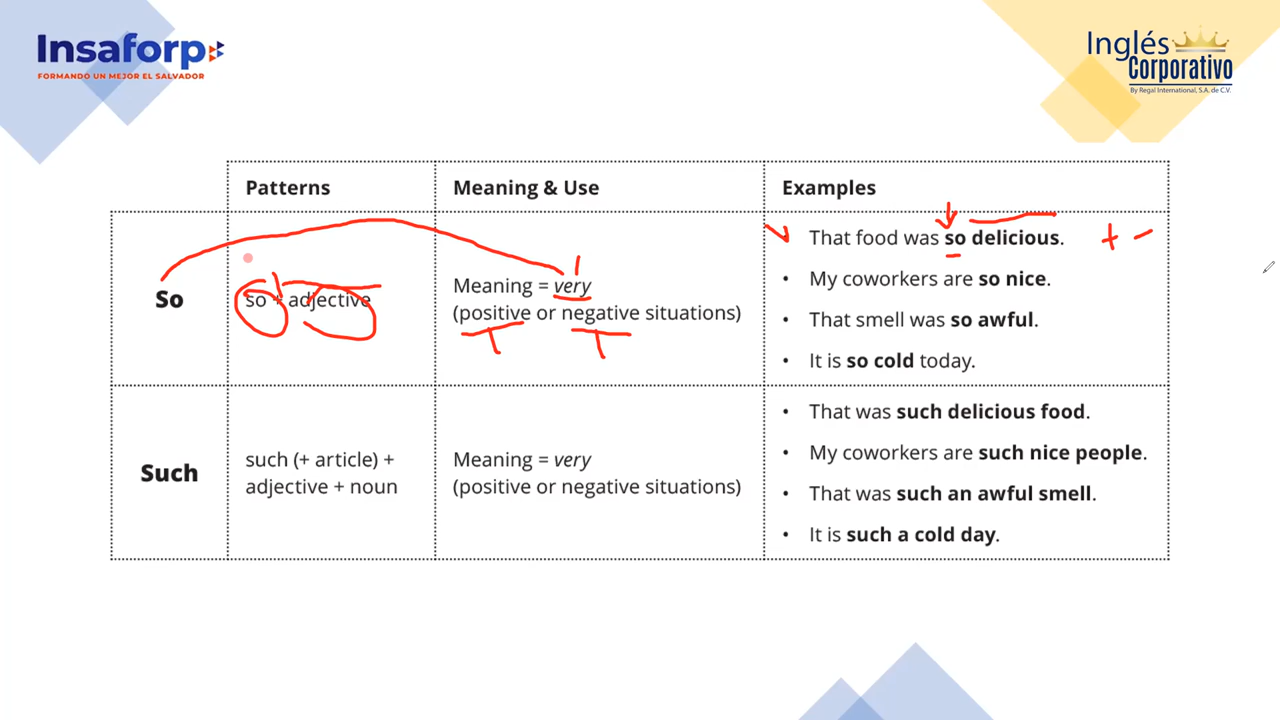 Insaforp
FORMANDO UN MEJOR EL SALVADOR
Inglés
Corporativo
By Regal International, S.A. de C.V.
Patterns
Meaning & Use
Examples
So
so + adjective
Meaning = very
(positive or negative situations)
• That food was so delicious.
+ -
• My coworkers are so nice.
• That smell was so awful.
• It is so cold today.
Such
such (+ article) +
adjective + noun
Meaning = very
(positive or negative situations)
• That was such delicious food.
• My coworkers are such nice people.
• That was such an awful smell.
• It is such a cold day.